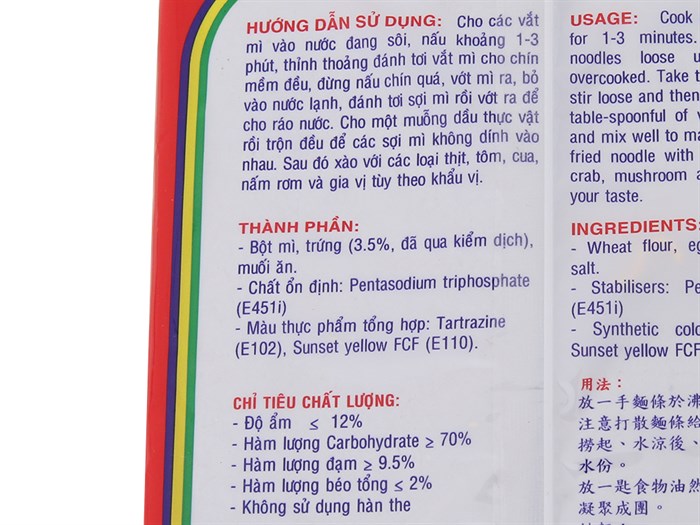 HƯỚNG DẪN SỬ DỤNG: Cho các vắt
mì vào nước đang sôi, nấu khoảng 1-3
phút, thỉnh thoảng đánh tơi vắt mì cho chín
mềm đều, đừng nấu chín quá, vớt mì ra, bỏ
vào nước lạnh, đánh tơi sợi mì rồi vớt ra để
cho ráo nước. Cho một muỗng dầu thực vật
rồi trộn đều để các sợi mì không dính vào
nhau. Sau đó xào với các loại thịt, tôm, cua,
nấm rơm và gia vị tùy theo khẩu vị.
THÀNH PHẦN:
- Bột mì, trứng (3.5%, đã qua kiểm dịch),
muối ăn.
- Chất ổn định: Pentasodium triphosphate
(E451i)
- Màu thực phẩm tổng hợp: Tartrazine
(E102), Sunset yellow FCF (E110).
CHỈ TIÊU CHẤT LƯỢNG:
- Độ ẩm ≤ 12%
- Hàm lượng Carbohydrate ≥ 70%
- Hàm lượng đạm ≥ 9.5%
- Hàm lượng béo tổng ≤ 2%
- Không sử dụng hàn the
USAGE: Cook
for 1-3 minutes.
noodles loose u
overcooked. Take t
stir loose and then
table-spoonful of v
and mix well to ma
fried noodle with
crab, mushroom a
your taste.
INGREDIENTS:
- Wheat flour, eg
salt.
- Stabilisers: Pe
(E451i)
- Synthetic colo
Sunset yellow FCF
用法：
放一手麵條於沸
注意打散麵條給
撈起、水涼後、
水份。
放一匙食物油然
凝聚成團。